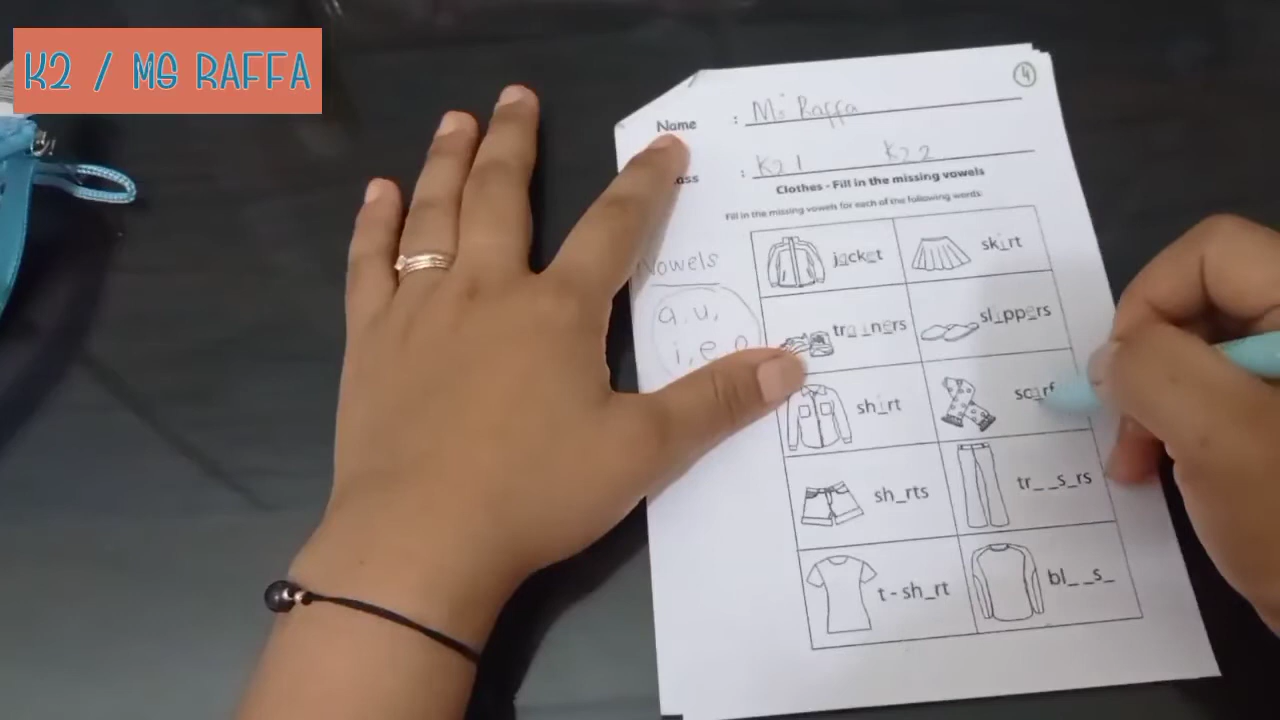 K2 / MS RAFFA
4
Name : Ms Raffa
ass : K2 1 K2 2
Clothes - Fill in the missing vowels
Fill in the missing vowels for each of the following words:
Vowels
a, u,
i, e, o
jacket
skirt
trainers
slippers
shirt
scarf
sh_rts
tr_ _s_rs
t - sh_rt
bl_ _s_